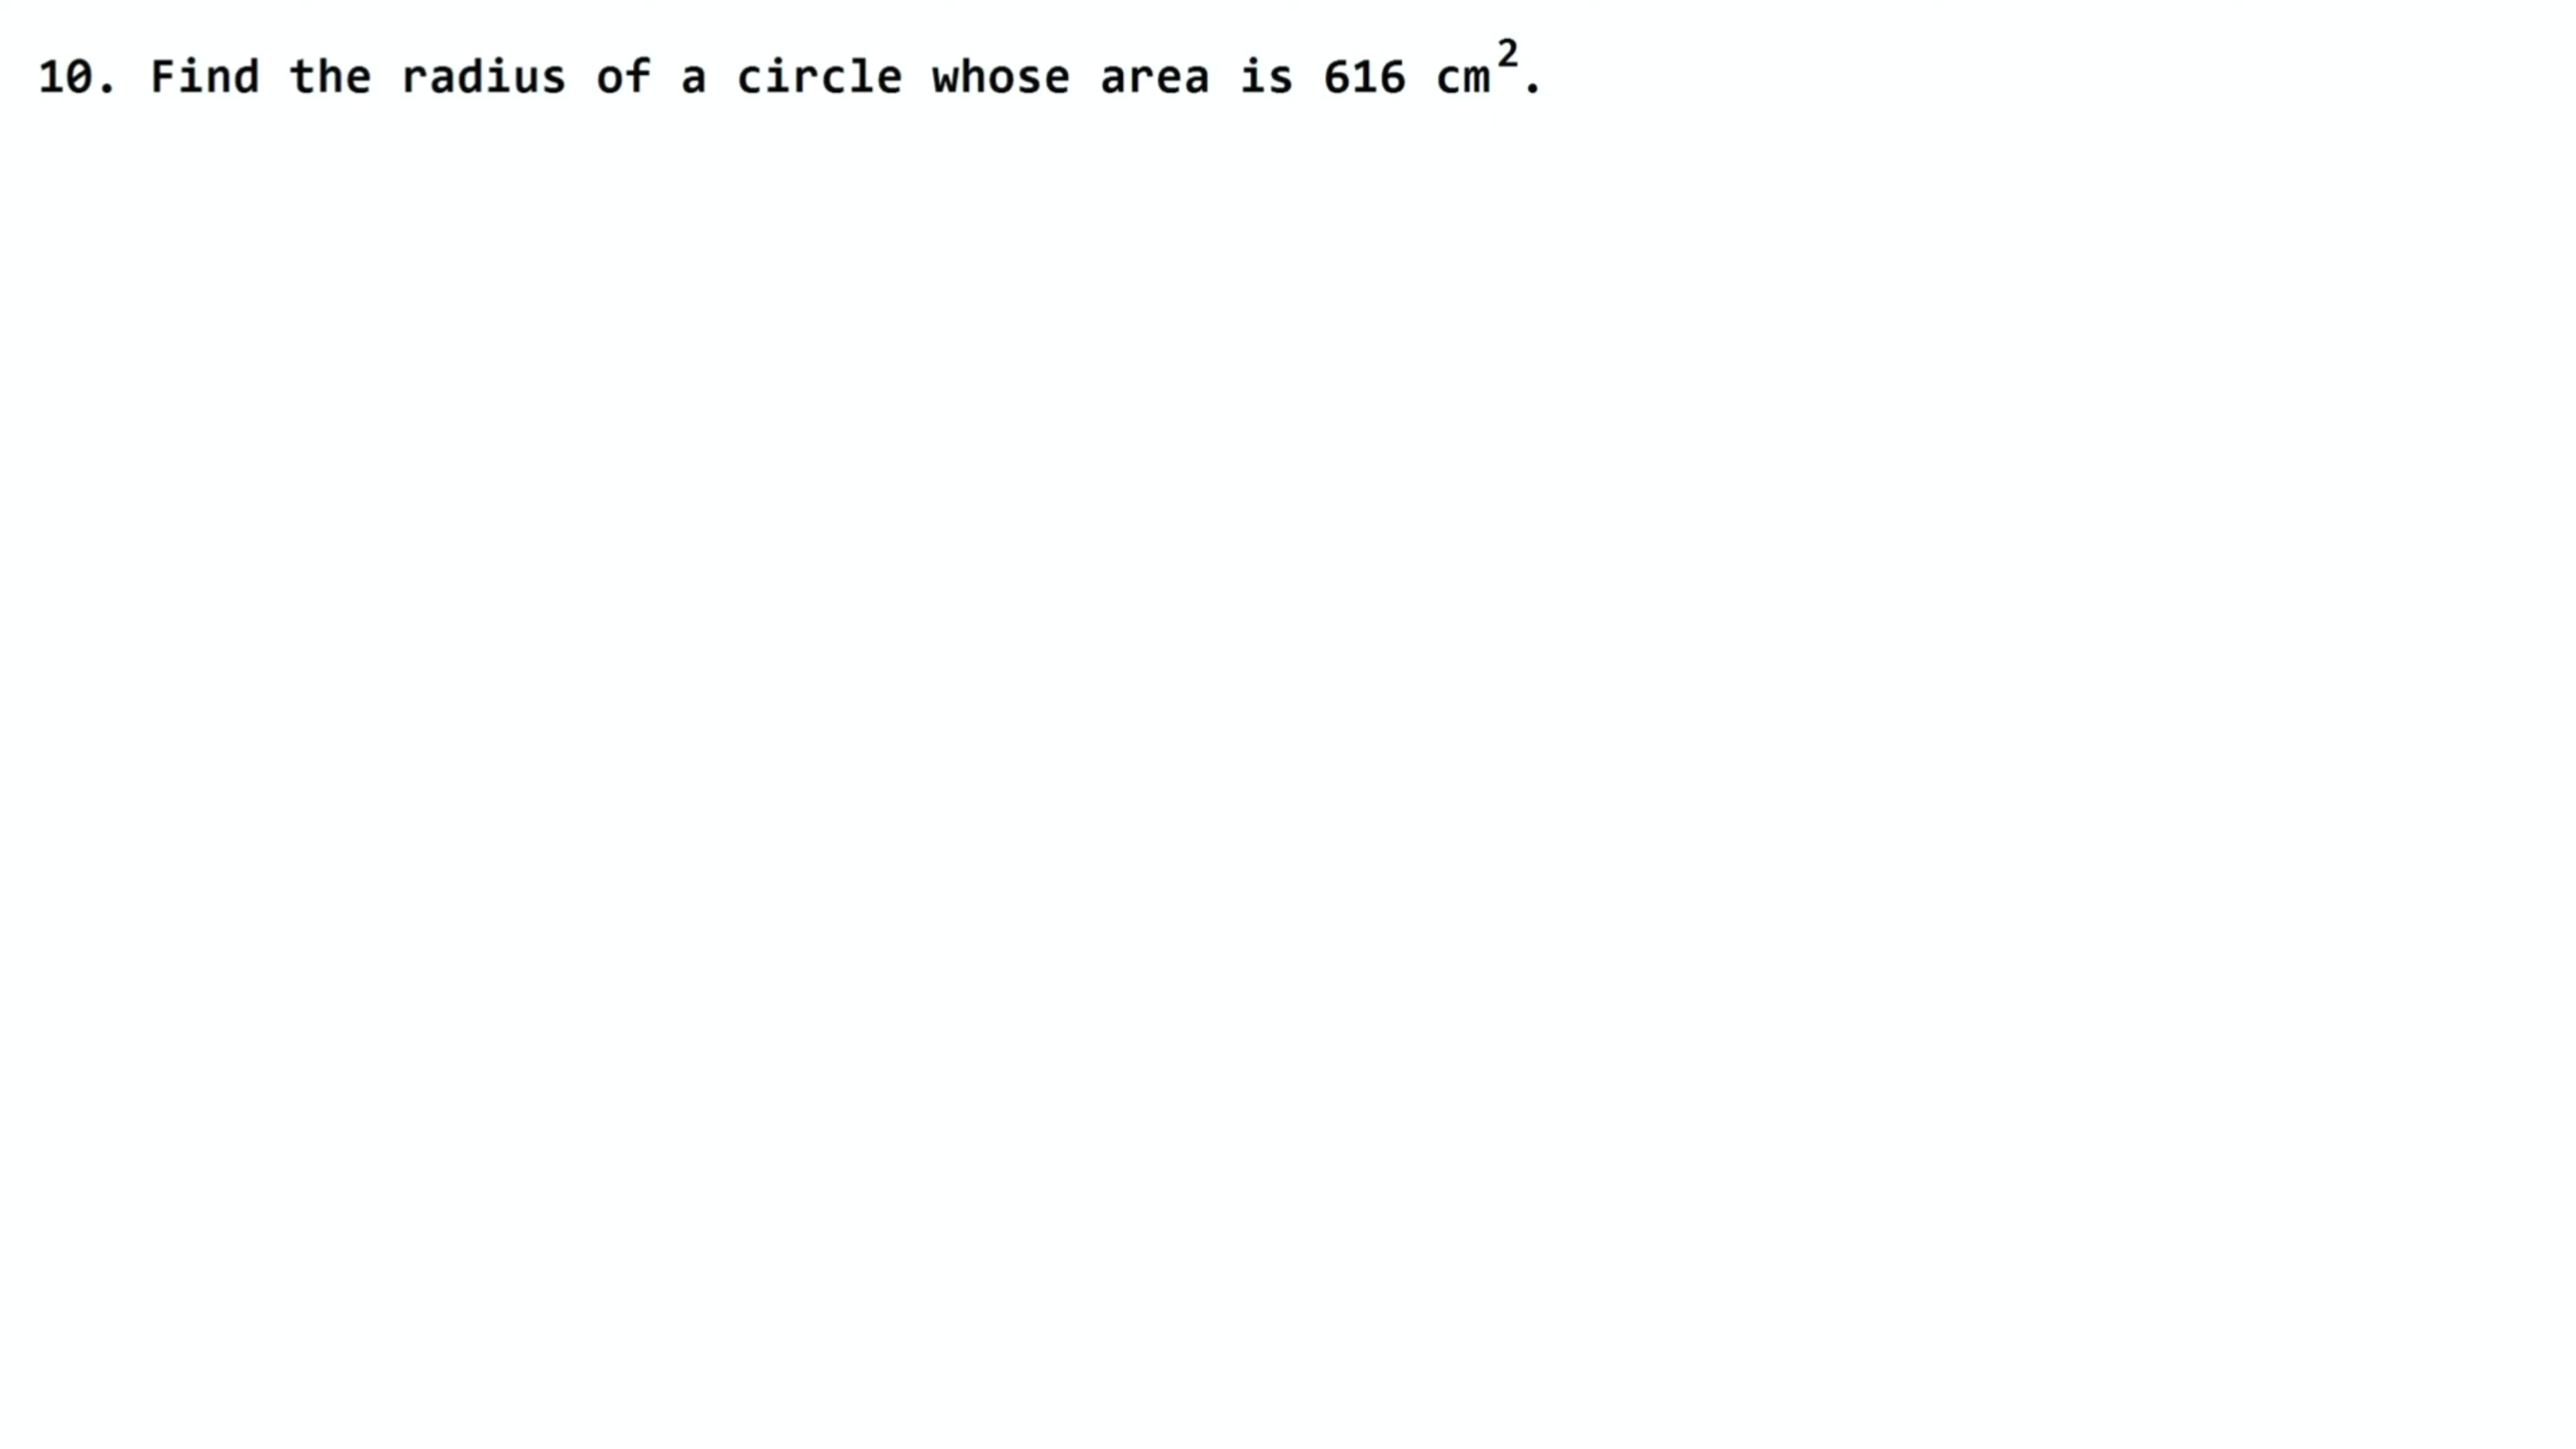 10. Find the radius of a circle whose area is 616 cm².